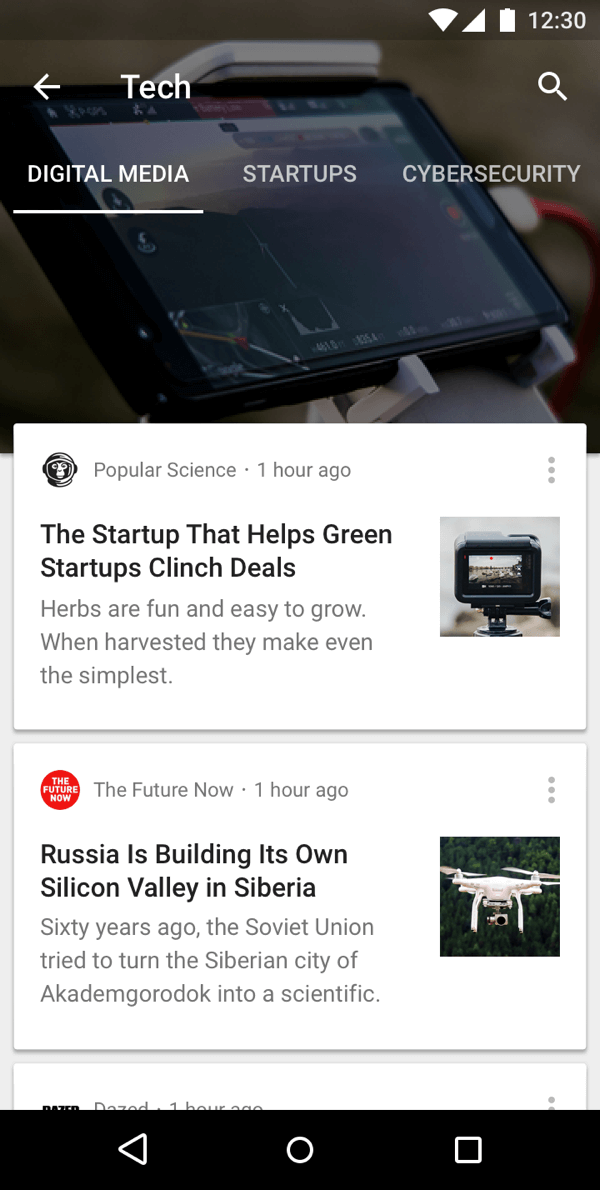 12:30
Tech
DIGITAL MEDIA STARTUPS CYBERSECURITY
Popular Science · 1 hour ago
The Startup That Helps Green
Startups Clinch Deals
Herbs are fun and easy to grow.
When harvested they make even
the simplest.
THE
FUTURE
NOW
The Future Now · 1 hour ago
Russia Is Building Its Own
Silicon Valley in Siberia
Sixty years ago, the Soviet Union
tried to turn the Siberian city of
Akademgorodok into a scientific.
DAZED
Dazed · 1 hour ago